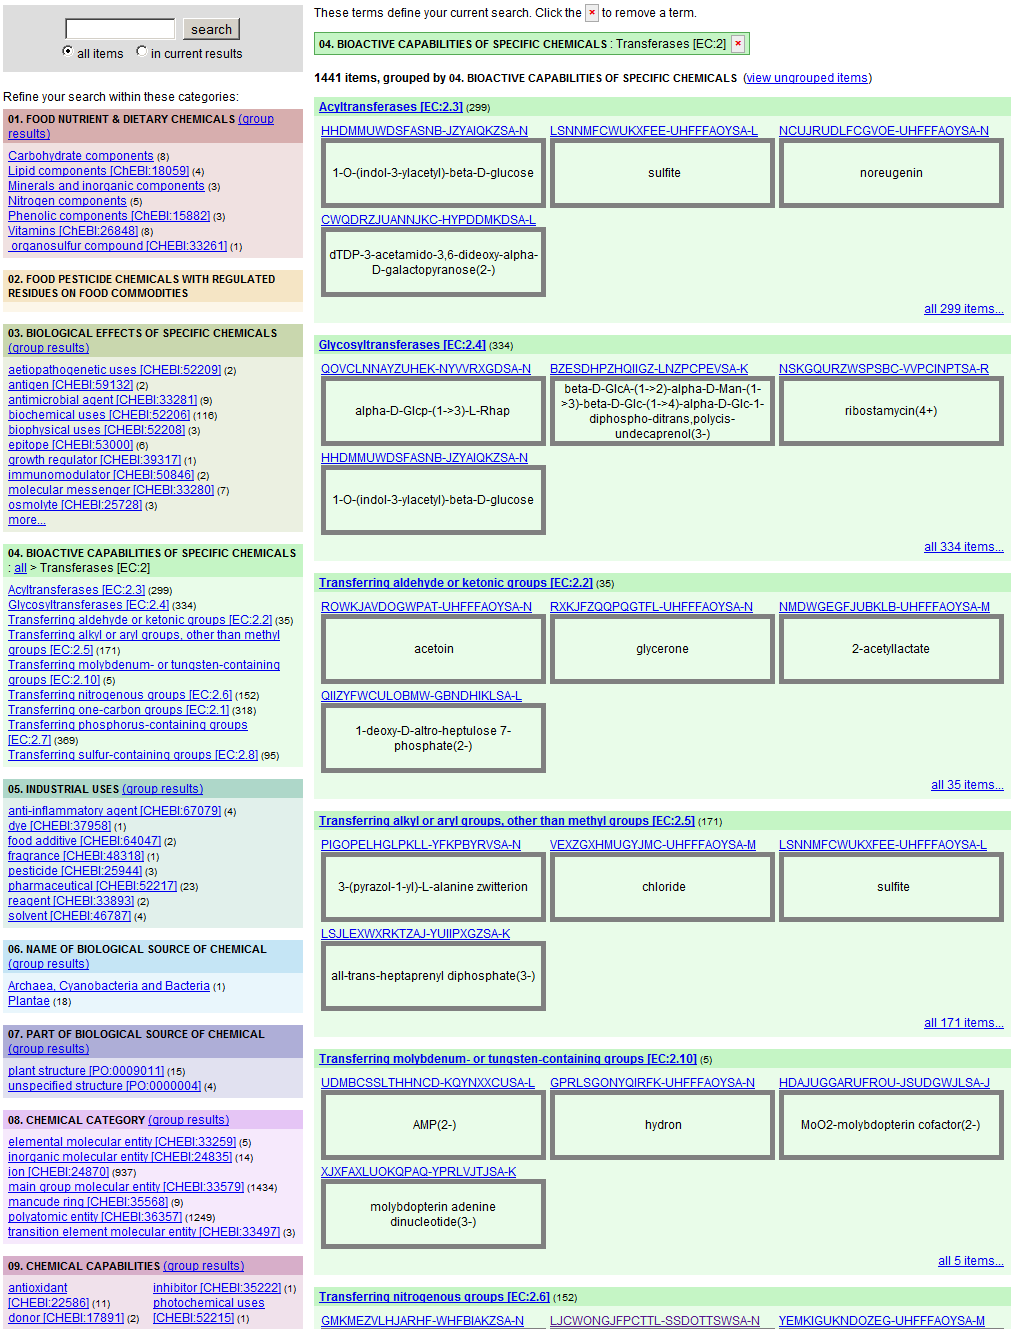 search
all items in current results
Refine your search within these categories:
01. FOOD NUTRIENT & DIETARY CHEMICALS (group
results)
Carbohydrate components (8)
Lipid components [ChEBI:18059] (4)
Minerals and inorganic components (3)
Nitrogen components (5)
Phenolic components [ChEBI:15882] (3)
Vitamins [ChEBI:26848] (8)
organosulfur compound [CHEBI:33261] (1)
02. FOOD PESTICIDE CHEMICALS WITH REGULATED
RESIDUES ON FOOD COMMODITIES
03. BIOLOGICAL EFFECTS OF SPECIFIC CHEMICALS
(group results)
aetiopathogenetic uses [CHEBI:52209] (2)
antigen [CHEBI:59132] (2)
antimicrobial agent [CHEBI:33281] (9)
biochemical uses [CHEBI:52206] (116)
biophysical uses [CHEBI:52208] (3)
epitope [CHEBI:53000] (6)
growth regulator [CHEBI:39317] (1)
immunomodulator [CHEBI:50846] (2)
molecular messenger [CHEBI:33280] (7)
osmolyte [CHEBI:25728] (3)
more...
04. BIOACTIVE CAPABILITIES OF SPECIFIC CHEMICALS
: all > Transferases [EC:2]
Acyltransferases [EC:2.3] (299)
Glycosyltransferases [EC:2.4] (334)
Transferring aldehyde or ketonic groups [EC:2.2] (35)
Transferring alkyl or aryl groups, other than methyl
groups [EC:2.5] (171)
Transferring molybdenum- or tungsten-containing
groups [EC:2.10] (5)
Transferring nitrogenous groups [EC:2.6] (152)
Transferring one-carbon groups [EC:2.1] (318)
Transferring phosphorus-containing groups
[EC:2.7] (369)
Transferring sulfur-containing groups [EC:2.8] (95)
05. INDUSTRIAL USES (group results)
anti-inflammatory agent [CHEBI:67079] (4)
dye [CHEBI:37958] (1)
food additive [CHEBI:64047] (2)
fragrance [CHEBI:48318] (1)
pesticide [CHEBI:25944] (3)
pharmaceutical [CHEBI:52217] (23)
reagent [CHEBI:33893] (2)
solvent [CHEBI:46787] (4)
06. NAME OF BIOLOGICAL SOURCE OF CHEMICAL
(group results)
Archaea, Cyanobacteria and Bacteria (1)
Plantae (18)
07. PART OF BIOLOGICAL SOURCE OF CHEMICAL
(group results)
plant structure [PO:0009011] (15)
unspecified structure [PO:0000004] (4)
08. CHEMICAL CATEGORY (group results)
elemental molecular entity [CHEBI:33259] (5)
inorganic molecular entity [CHEBI:24835] (14)
ion [CHEBI:24870] (937)
main group molecular entity [CHEBI:33579] (1434)
mancude ring [CHEBI:35568] (9)
polyatomic entity [CHEBI:36357] (1249)
transition element molecular entity [CHEBI:33497] (3)
09. CHEMICAL CAPABILITIES (group results)
antioxidant
[CHEBI:22586] (11)
donor [CHEBI:17891] (2)
inhibitor [CHEBI:35222] (1)
photochemical uses
[CHEBI:52215] (1)
These terms define your current search. Click the × to remove a term.
04. BIOACTIVE CAPABILITIES OF SPECIFIC CHEMICALS : Transferases [EC:2] ×
1441 items, grouped by 04. BIOACTIVE CAPABILITIES OF SPECIFIC CHEMICALS (view ungrouped items)
Acyltransferases [EC:2.3] (299)
HHDMMUWDSFASNB-JZYAIQKZSA-N LSNNMFCWUKXFEE-UHFFFAOYSA-L NCUJRUDLFCGVOE-UHFFFAOYSA-N
1-O-(indol-3-ylacetyl)-beta-D-glucose sulfite noreugenin
CWQDRZJUANNJKC-HYPDDMKDSA-L
dTDP-3-acetamido-3,6-dideoxy-alpha-
D-galactopyranose(2-)
all 299 items...
Glycosyltransferases [EC:2.4] (334)
QOVCLNNAYZUHEK-NYVVRXGDSA-N BZESDHPZHQIIGZ-LNZPCPEVSA-K NSKGQURZWSPSBC-VVPCINPTSA-R
alpha-D-Glcp-(1->3)-L-Rhap
beta-D-GlcA-(1->2)-alpha-D-Man-(1-
>3)-beta-D-Glc-(1->4)-alpha-D-Glc-1-
diphospho-ditrans,polycis-
undecaprenol(3-)
ribostamycin(4+)
HHDMMUWDSFASNB-JZYAIQKZSA-N
1-O-(indol-3-ylacetyl)-beta-D-glucose
all 334 items...
Transferring aldehyde or ketonic groups [EC:2.2] (35)
ROWKJAVDOGWPAT-UHFFFAOYSA-N RXKJFZQQPQGTFL-UHFFFAOYSA-N NMDWGEGFJUBKLB-UHFFFAOYSA-M
acetoin glycerone 2-acetyllactate
QIIZYFWCULOBMW-GBNDHIKLSA-L
1-deoxy-D-altro-heptulose 7-
phosphate(2-)
all 35 items...
Transferring alkyl or aryl groups, other than methyl groups [EC:2.5] (171)
PIGOPELHGLPKLL-YFKPBYRVSA-N VEXZGXHMUGYJMC-UHFFFAOYSA-M LSNNMFCWUKXFEE-UHFFFAOYSA-L
3-(pyrazol-1-yl)-L-alanine zwitterion chloride sulfite
LSJLEXWXRKTZAJ-YUIIPXGZSA-K
all-trans-heptaprenyl diphosphate(3-)
all 171 items...
Transferring molybdenum- or tungsten-containing groups [EC:2.10] (5)
UDMBCSSLTHHNCD-KQYNXXCUSA-L GPRLSGONYQIRFK-UHFFFAOYSA-N HDAJUGGARUFROU-JSUDGWJLSA-J
AMP(2-) hydron MoO2-molybdopterin cofactor(2-)
XJXFAXLUOKQPAQ-YPRLVJTJSA-K
molybdopterin adenine
dinucleotide(3-)
all 5 items...
Transferring nitrogenous groups [EC:2.6] (152)
GMKMEZVLHJARHF-WHFBIAKZSA-N LJCWONGJFPCTTL-SSDOTTSWSA-N YEMKIGUKNDOZEG-UHFFFAOYSA-M